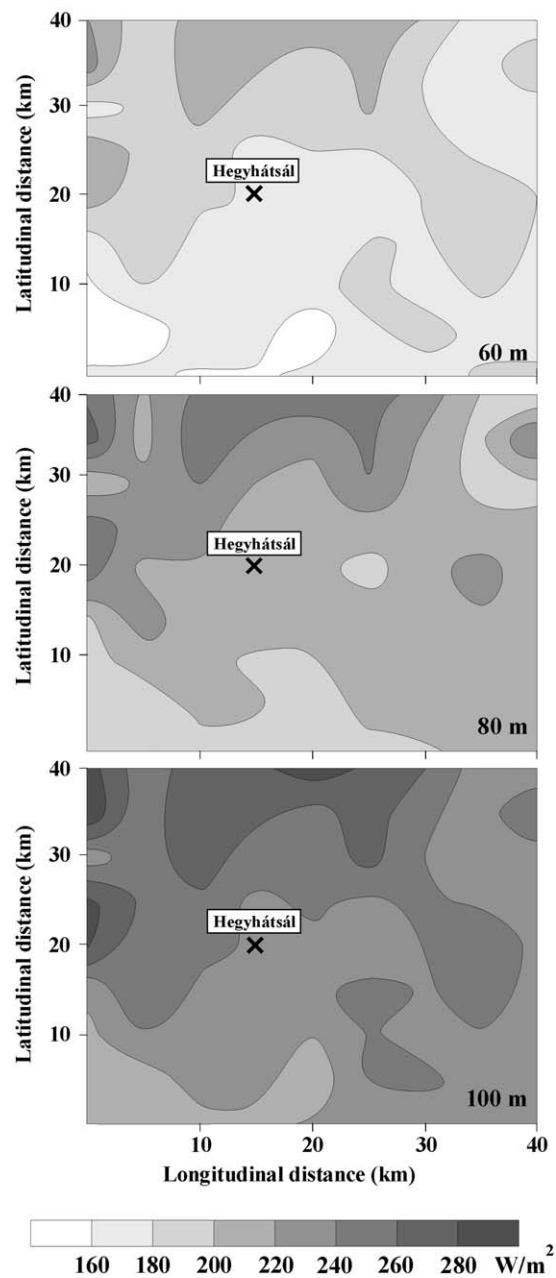 40
30
20
10
Latitudinal distance (km)
Hegyhátsál
60 m
40
30
20
10
Latitudinal distance (km)
Hegyhátsál
80 m
40
30
20
10
Latitudinal distance (km)
Hegyhátsál
100 m
10 20 30 40
Longitudinal distance (km)
160 180 200 220 240 260 280 W/m²